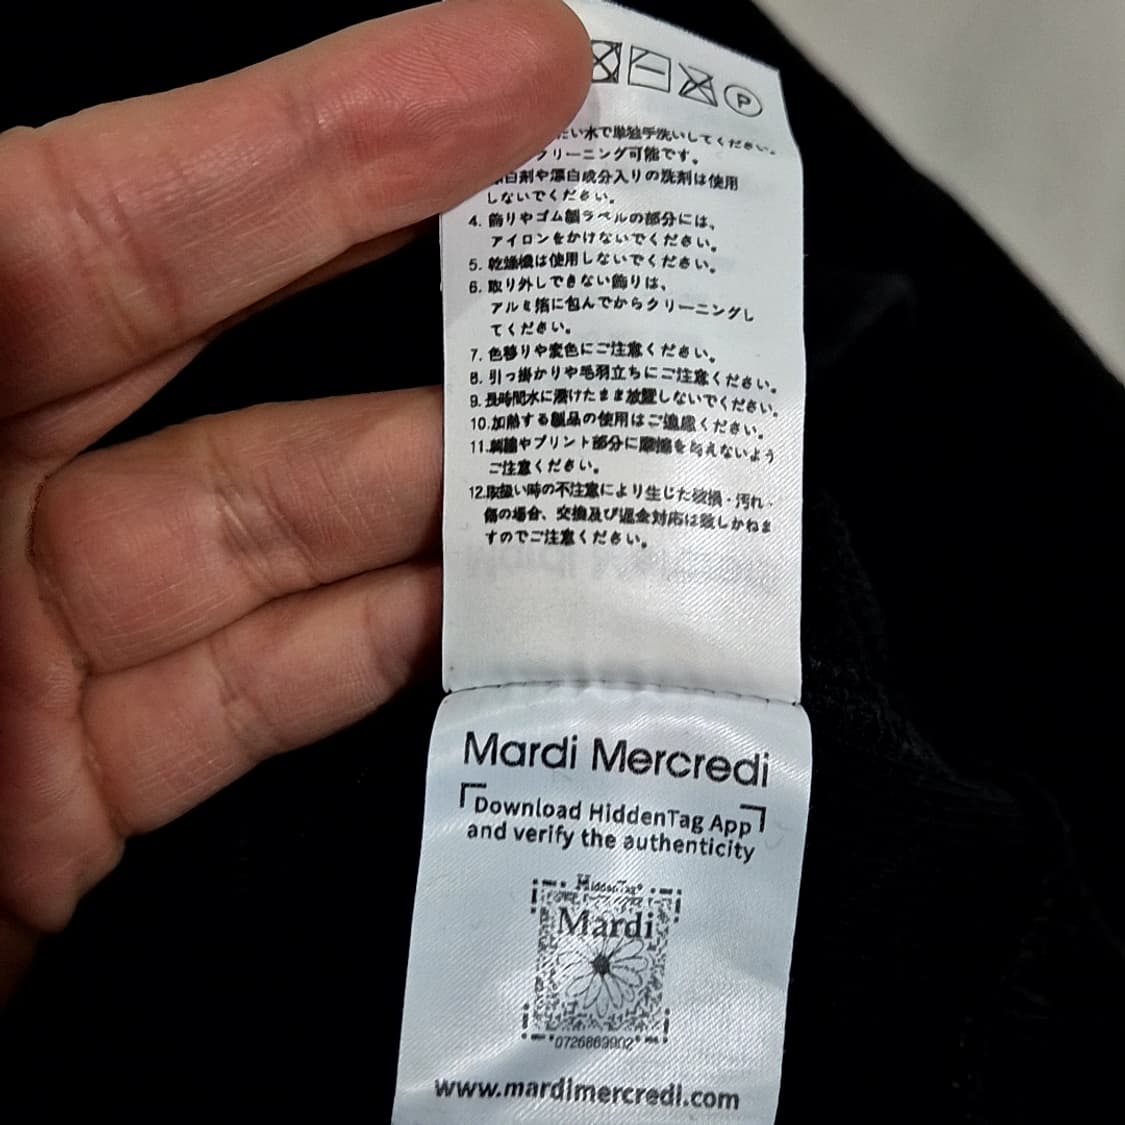 P
たい水で単独手洗いしてください。
クリーニング可能です。
白剤や漂白成分入りの洗剤は使用
しないでください。
4. 飾りやゴム製ラベルの部分には、
アイロンをかけないでください。
5. 乾燥機は使用しないでください。
6. 取り外しできない飾りは、
アルミ箔に包んでからクリーニングし
てください。
7. 色移りや変色にご注意ください。
8. 引っ掛かりや毛羽立ちにご注意ください。
9. 長時間水に漬けたまま放置しないでください。
10.加熱する製品の使用はご遠慮ください。
11.刺繍やプリント部分に摩擦を与えないよう
ご注意ください。
12.取扱い時の不注意により生じた破損・汚れ・
傷の場合、交換及び返金対応は致しかねま
すのでご注意ください。
Mardi Mercredi
「Download HiddenTag App」
and verify the authenticity
HiddenTag®
Mardi
0726869902
www.mardimercredi.com